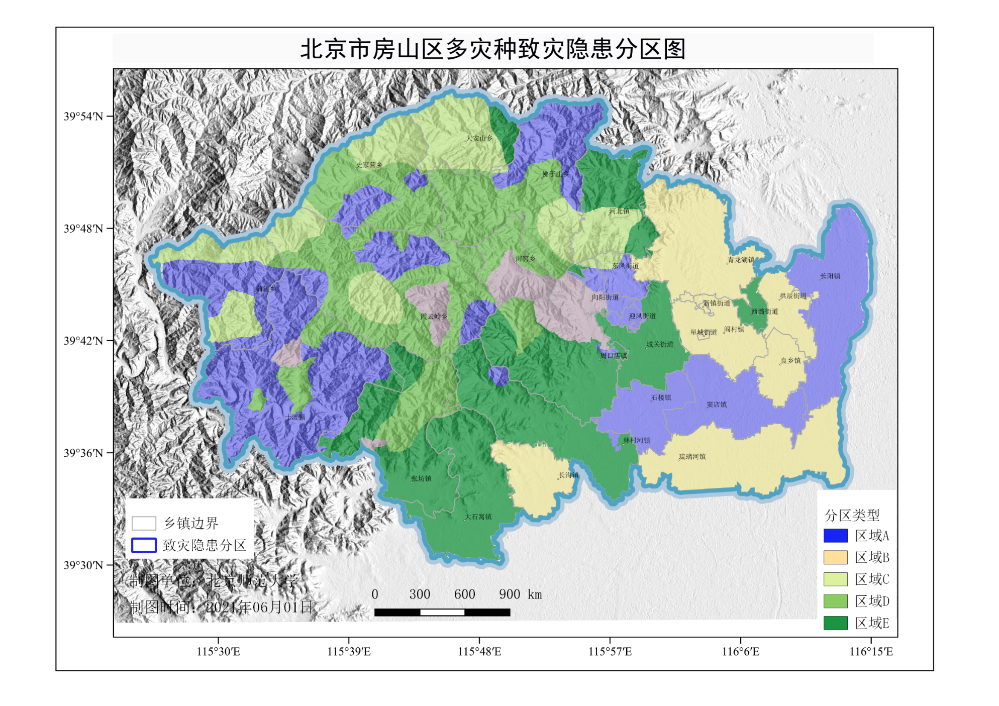 北京市房山区多灾种致灾隐患分区图
39°54′N
39°48′N
39°42′N
39°36′N
39°30′N
大安山乡
史家营乡
佛子庄乡
河北镇
南窖乡
东风街道
青龙湖镇
长阳镇
蒲洼乡
向阳街道
新镇街道
拱辰街道
西潞街道
霞云岭乡
迎风街道
星城街道
阎村镇
城关街道
周口店镇
良乡镇
石楼镇
窦店镇
十渡镇
韩村河镇
琉璃河镇
张坊镇
长沟镇
大石窝镇
乡镇边界
致灾隐患分区
制图单位：北京师范大学
制图时间：2021年06月01日
0 300 600 900 km
分区类型
区域A
区域B
区域C
区域D
区域E
115°30′E 115°39′E 115°48′E 115°57′E 116°6′E 116°15′E